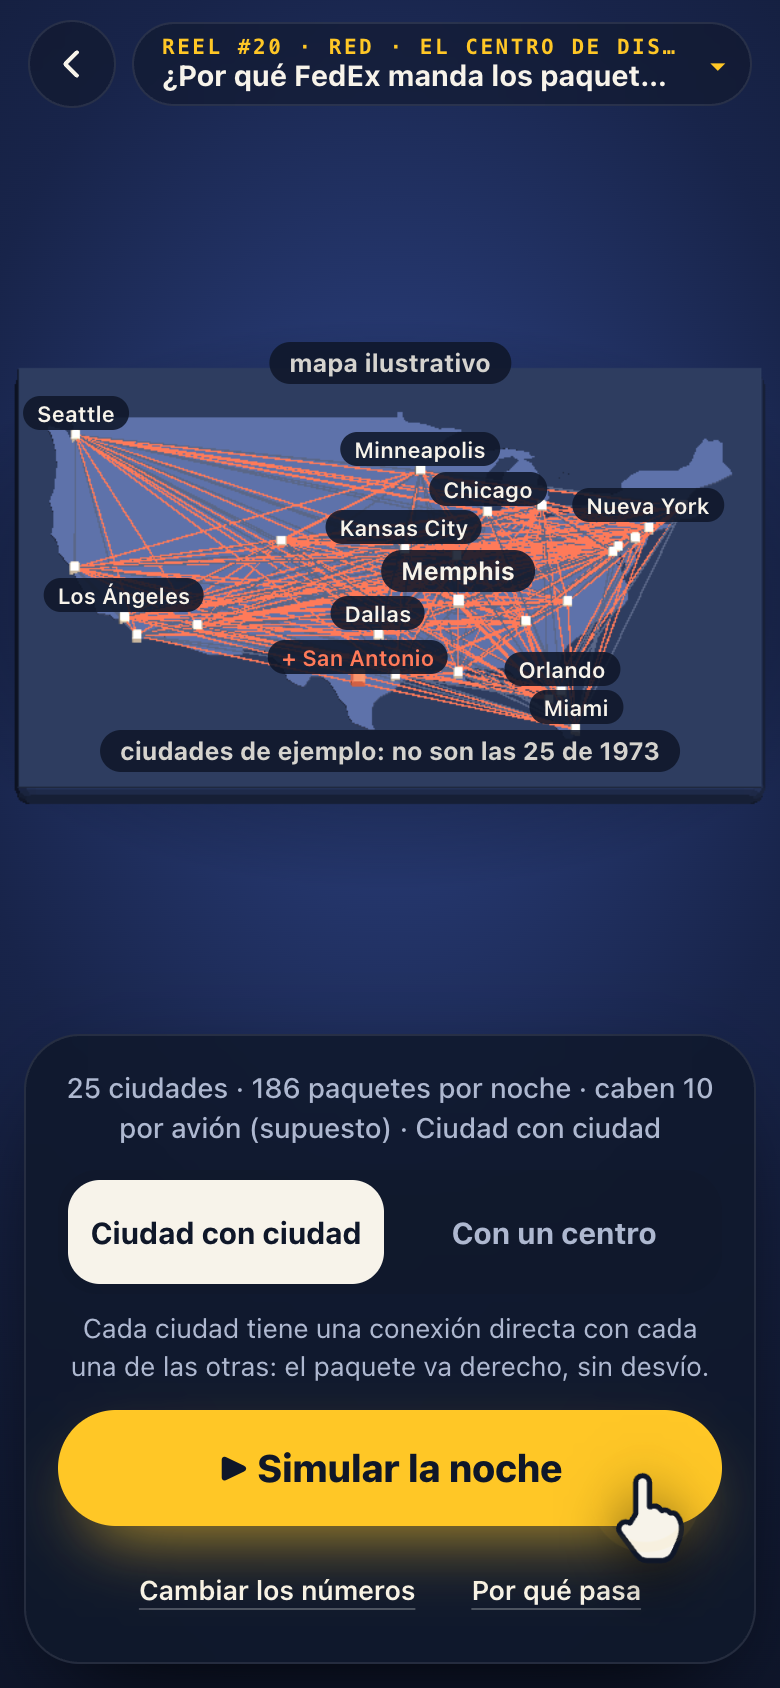 REEL #20 · RED · EL CENTRO DE DIS…
¿Por qué FedEx manda los paquet...
mapa ilustrativo
Seattle
Minneapolis
Chicago
Nueva York
Kansas City
Memphis
Los Ángeles
Dallas
+ San Antonio
Orlando
Miami
ciudades de ejemplo: no son las 25 de 1973
25 ciudades · 186 paquetes por noche · caben 10
por avión (supuesto) · Ciudad con ciudad
Ciudad con ciudad
Con un centro
Cada ciudad tiene una conexión directa con cada
una de las otras: el paquete va derecho, sin desvío.
Simular la noche
Cambiar los números
Por qué pasa